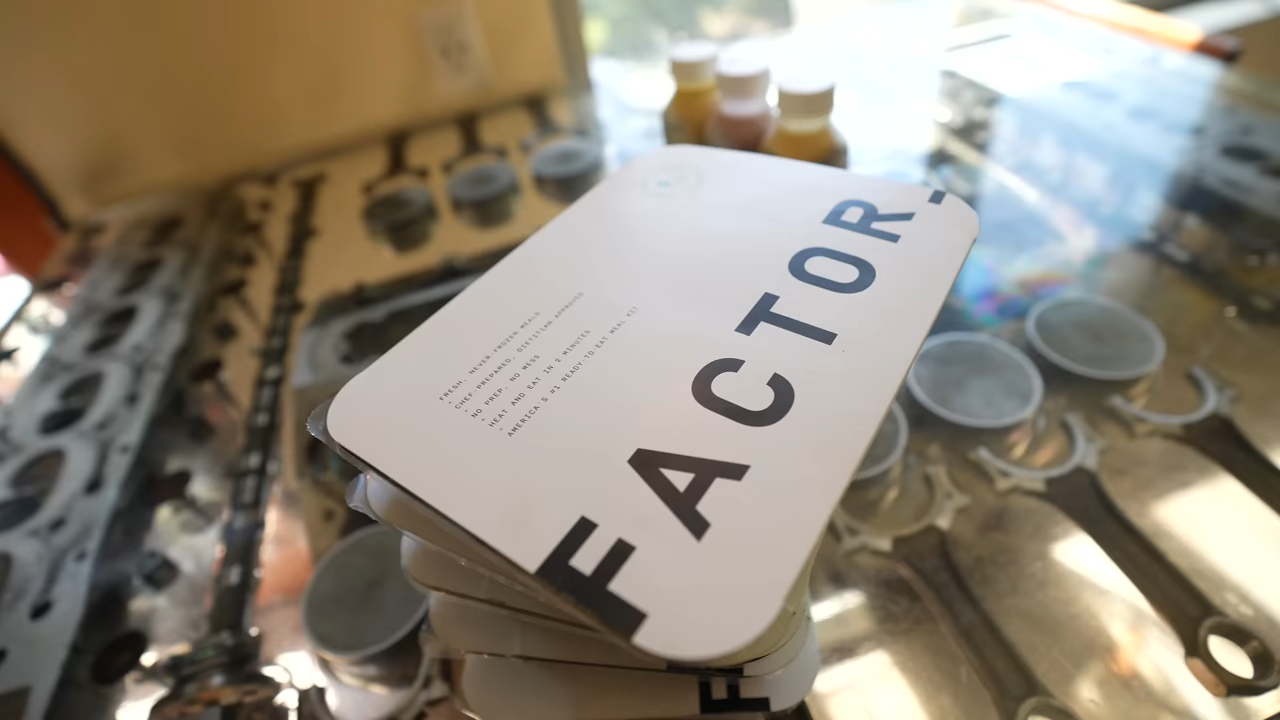 FACTOR_
FRESH, NEVER FROZEN MEALS
- CHEF-PREPARED, DIETITIAN APPROVED
- NO PREP, NO MESS
- HEAT AND EAT IN 2 MINUTES
- AMERICA'S #1 READY-TO-EAT MEAL KIT
F